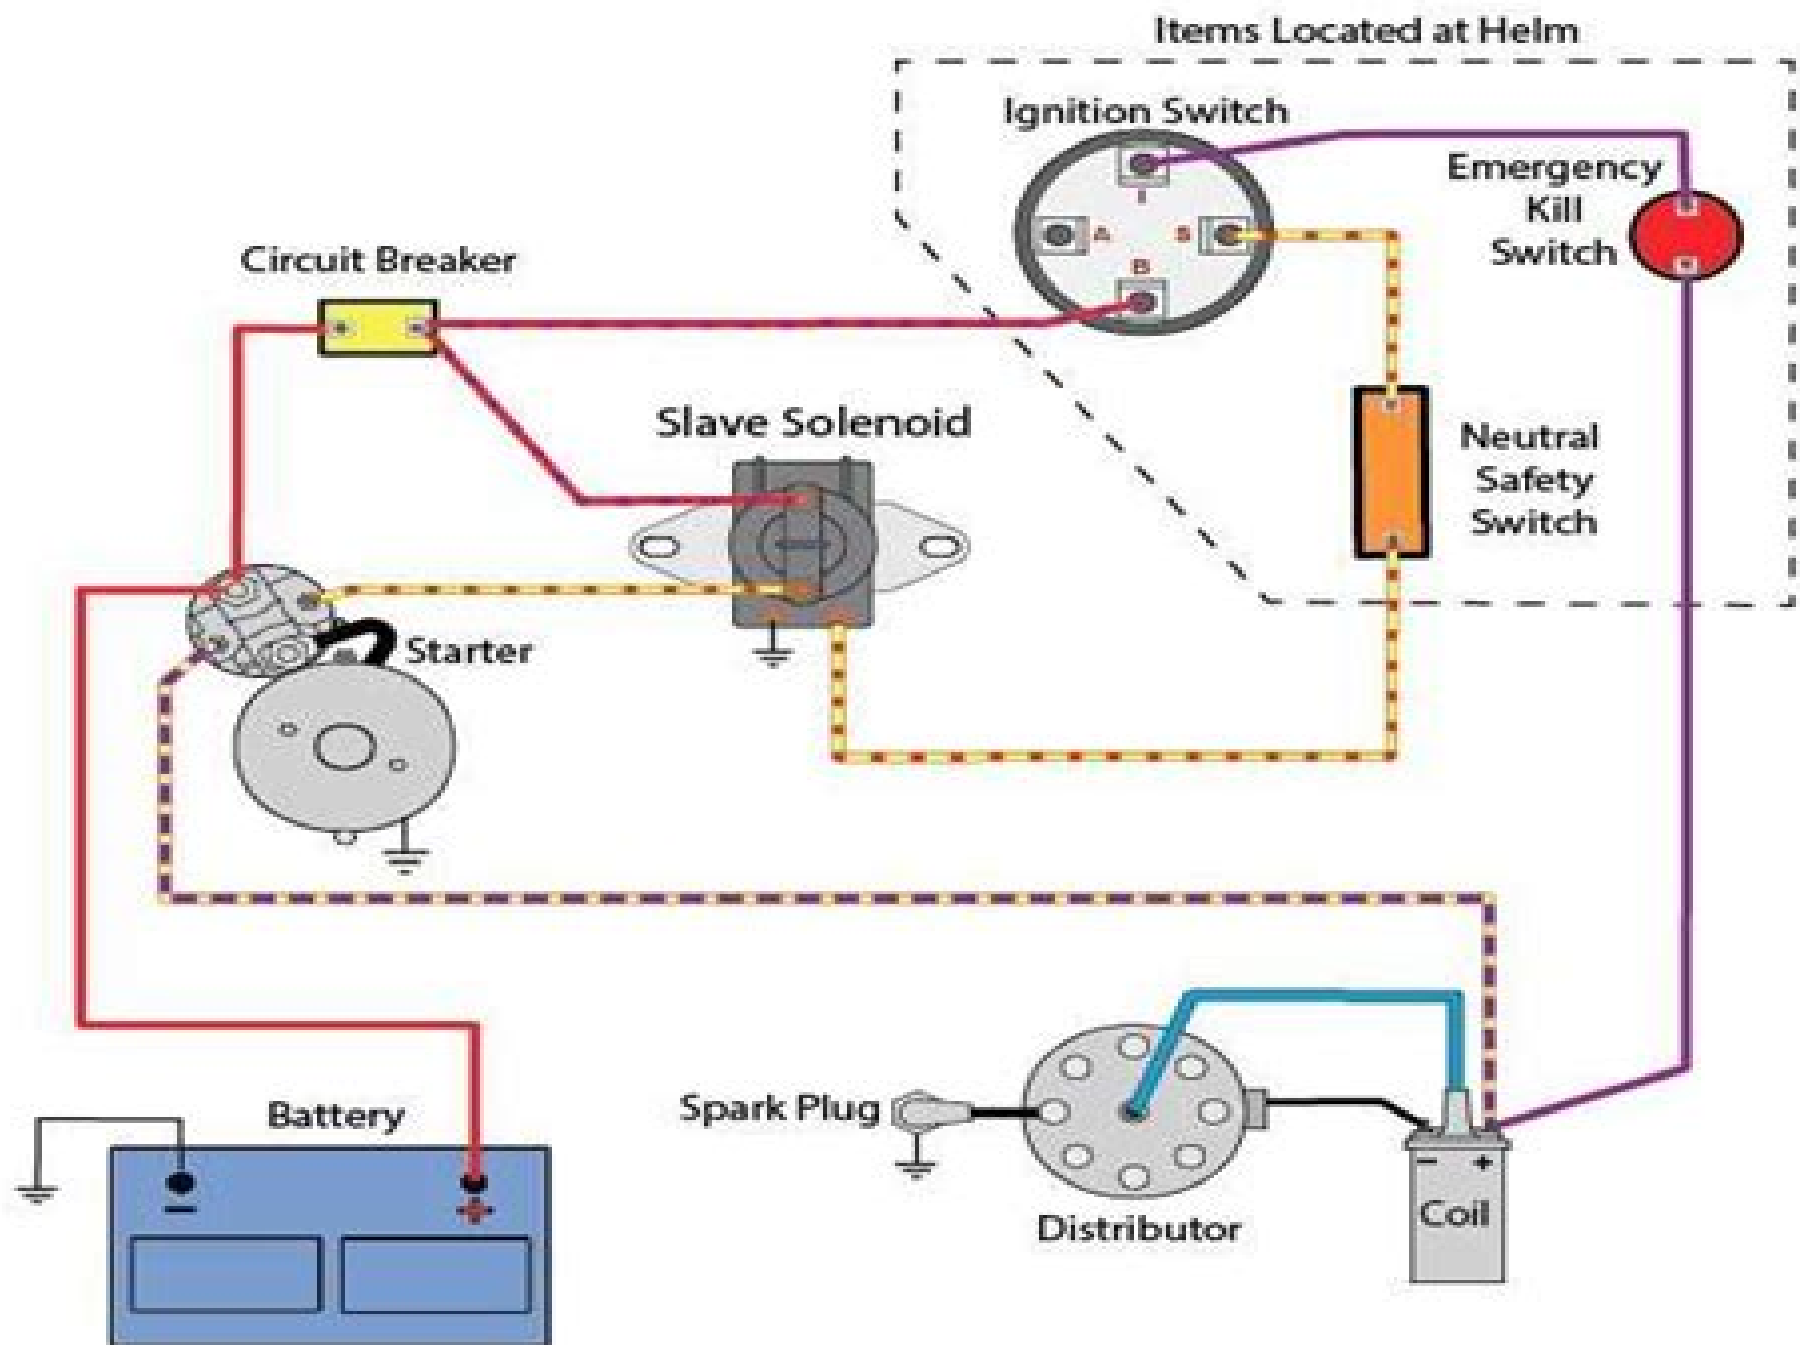 Items Located at Helm
Ignition Switch
I
A
S
B
Emergency
Kill
Switch
Circuit Breaker
Slave Solenoid
Neutral
Safety
Switch
Starter
Battery
− +
Spark Plug
Distributor
− +
Coil